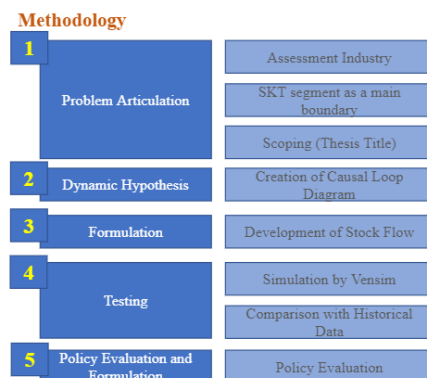 Methodology
1
Problem Articulation
Assessment Industry
SKT segment as a main
boundary
Scoping (Thesis Title)
2
Dynamic Hypothesis
Creation of Causal Loop
Diagram
3
Formulation
Development of Stock Flow
4
Testing
Simulation by Vensim
Comparison with Historical
Data
5
Policy Evaluation and
Formulation
Policy Evaluation